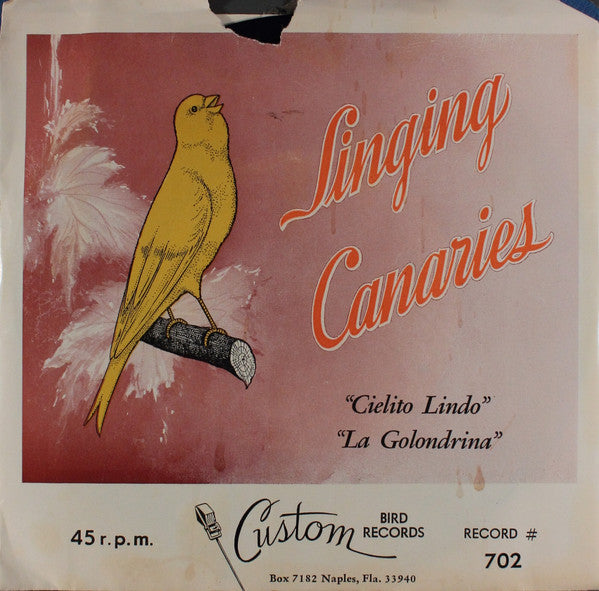 Singing
Canaries
“Cielito Lindo”
“La Golondrina”
45 r.p.m.
Custom
BIRD
RECORDS
RECORD #
702
Box 7182 Naples, Fla. 33940